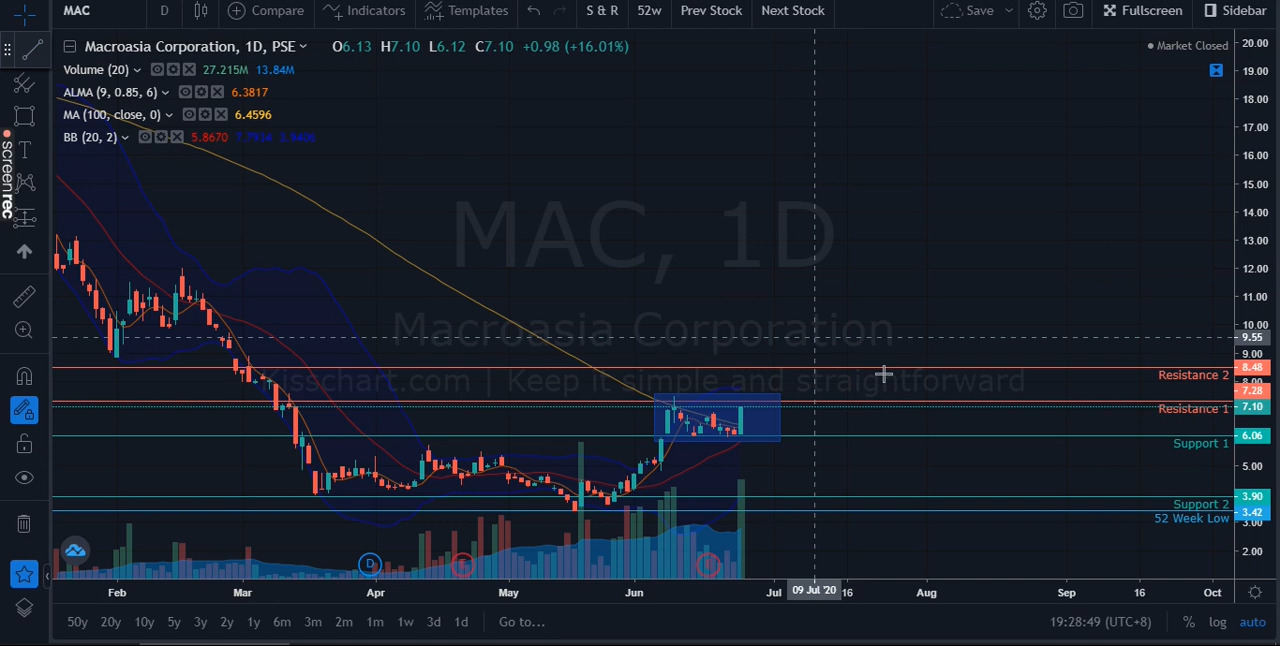 MAC D Compare Indicators Templates S & R 52w Prev Stock Next Stock Save Fullscreen Sidebar
Macroasia Corporation, 1D, PSE O6.13 H7.10 L6.12 C7.10 +0.98 (+16.01%)
Market Closed
Volume (20) 27.215M 13.84M
ALMA (9, 0.85, 6) 6.3817
MA (100, close, 0) 6.4596
BB (20, 2) 5.8670
screenrec
MAC, 1D
Macroasia Corporation
Kisschart.com | Keep it simple and straightforward
20.00
19.00
18.00
17.00
16.00
15.00
14.00
13.00
12.00
11.00
10.00
9.55
9.00
8.48
Resistance 2
8.00
7.28
7.10
Resistance 1
6.06
Support 1
5.00
3.90
Support 2
3.42
52 Week Low
3.00
2.00
D
Feb Mar Apr May Jun Jul 09 Jul '20 16 Aug Sep 16 Oct
50y 20y 10y 5y 3y 2y 1y 6m 3m 2m 1m 1w 3d 1d Go to... 19:28:49 (UTC+8) % log auto